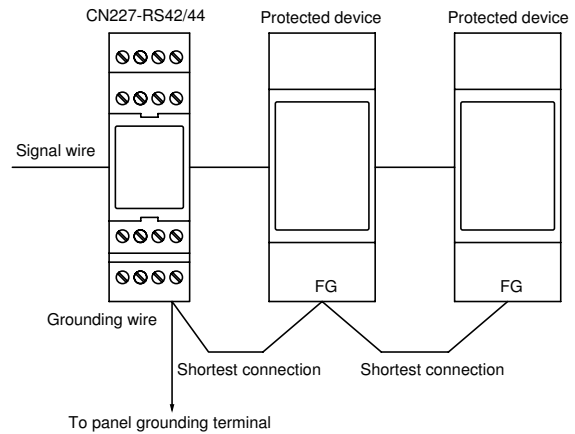 CN227-RS42/44
Protected device
Protected device
Signal wire
FG
FG
Grounding wire
Shortest connection
Shortest connection
To panel grounding terminal